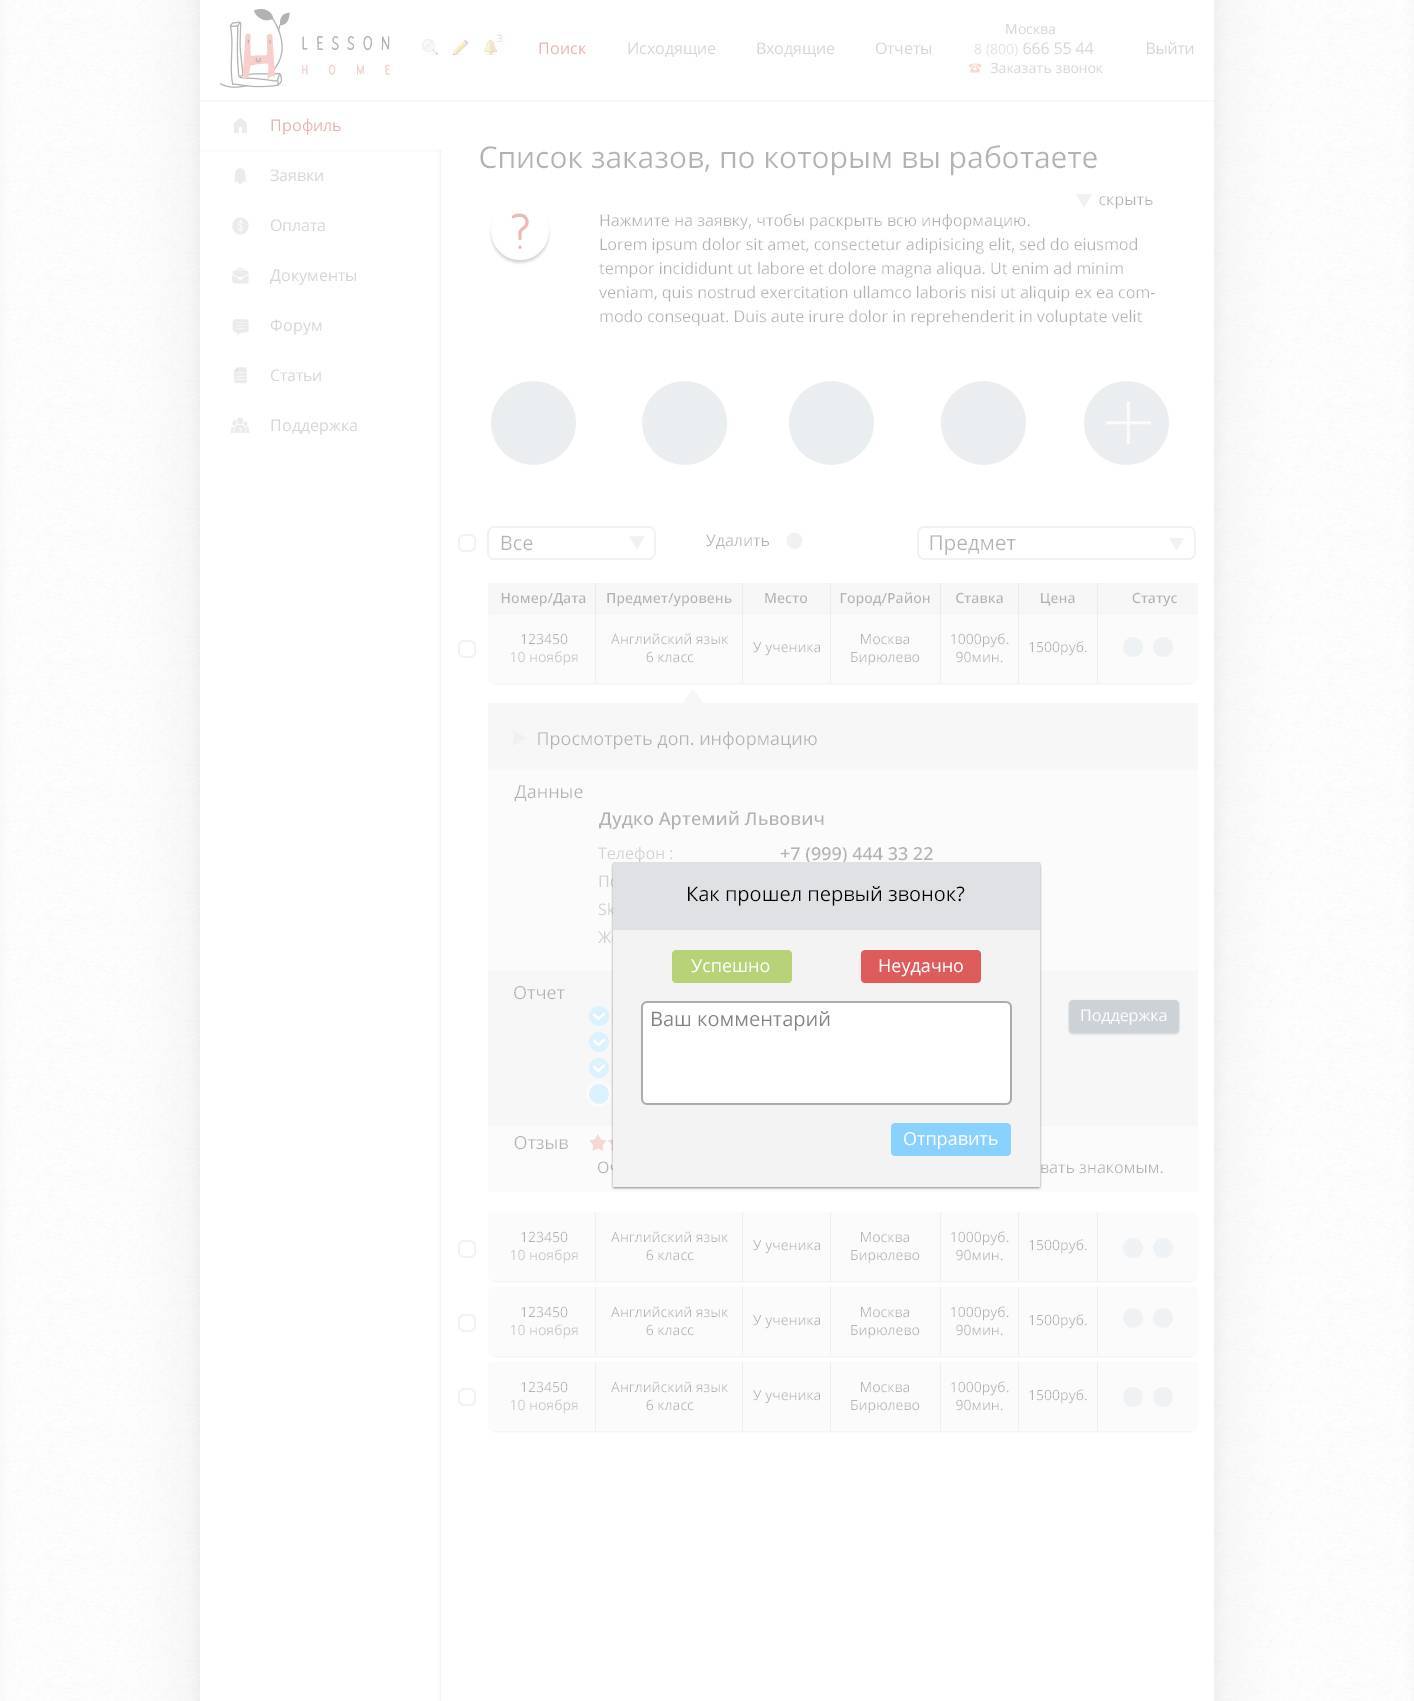 LESSON
HOME
3
Поиск
Исходящие
Входящие
Отчеты
Москва
8 (800) 666 55 44
Заказать звонок
Выйти
Профиль
Заявки
Оплата
Документы
Форум
Статьи
Поддержка
Список заказов, по которым вы работаете
скрыть
?
Нажмите на заявку, чтобы раскрыть всю информацию.
Lorem ipsum dolor sit amet, consectetur adipisicing elit, sed do eiusmod
tempor incididunt ut labore et dolore magna aliqua. Ut enim ad minim
veniam, quis nostrud exercitation ullamco laboris nisi ut aliquip ex ea com-
modo consequat. Duis aute irure dolor in reprehenderit in voluptate velit
Все
Удалить
Предмет
Номер/Дата Предмет/уровень Место Город/Район Ставка Цена Статус
123450 Английский язык У ученика Москва 1000руб. 1500руб.
10 ноября 6 класс Бирюлево 90мин.
Просмотреть доп. информацию
Данные
Дудко Артемий Львович
Телефон : +7 (999) 444 33 22
Как прошел первый звонок?
Успешно
Неудачно
Ваш комментарий
Отправить
Отчет
Поддержка
Отзыв
вать знакомым.
123450 Английский язык У ученика Москва 1000руб. 1500руб.
10 ноября 6 класс Бирюлево 90мин.
123450 Английский язык У ученика Москва 1000руб. 1500руб.
10 ноября 6 класс Бирюлево 90мин.
123450 Английский язык У ученика Москва 1000руб. 1500руб.
10 ноября 6 класс Бирюлево 90мин.